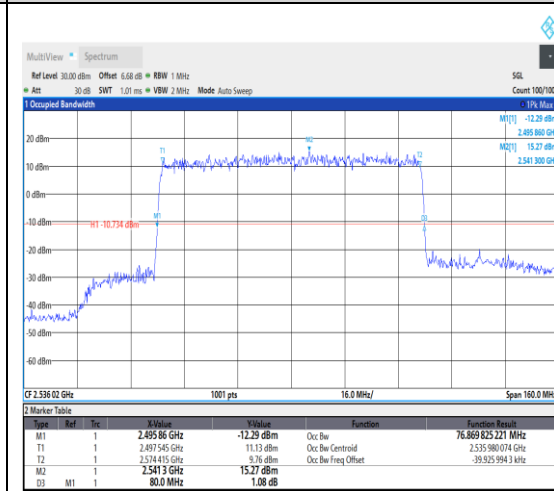 MultiView Spectrum
Ref Level 30.00 dBm Offset 6.68 dB RBW 1 MHz SGL
Att 30 dB SWT 1.01 ms VBW 2 MHz Mode Auto Sweep Count 100/100
1 Occupied Bandwidth 1Pk Max
M1[1] -12.29 dBm
2.495 860 GH
M2[1] 15.27 dBm
2.541 300 GH
20 dBm
10 dBm
0 dBm
-10 dBm
-20 dBm
-30 dBm
-40 dBm
-50 dBm
-60 dBm
T1
M2
T2
M1
D3
H1 -10.734 dBm
CF 2.536 02 GHz 1001 pts 16.0 MHz/ Span 160.0 MHz
2 Marker Table
Type Ref Trc X-Value Y-Value Function Function Result
M1 1 2.495 86 GHz -12.29 dBm Occ Bw 76.869 825 221 MHz
T1 1 2.497 545 GHz 11.13 dBm Occ Bw Centroid 2.535 980 074 GHz
T2 1 2.574 415 GHz 9.76 dBm Occ Bw Freq Offset -39.925 994 3 kHz
M2 1 2.541 3 GHz 15.27 dBm
D3 M1 1 80.0 MHz 1.08 dB